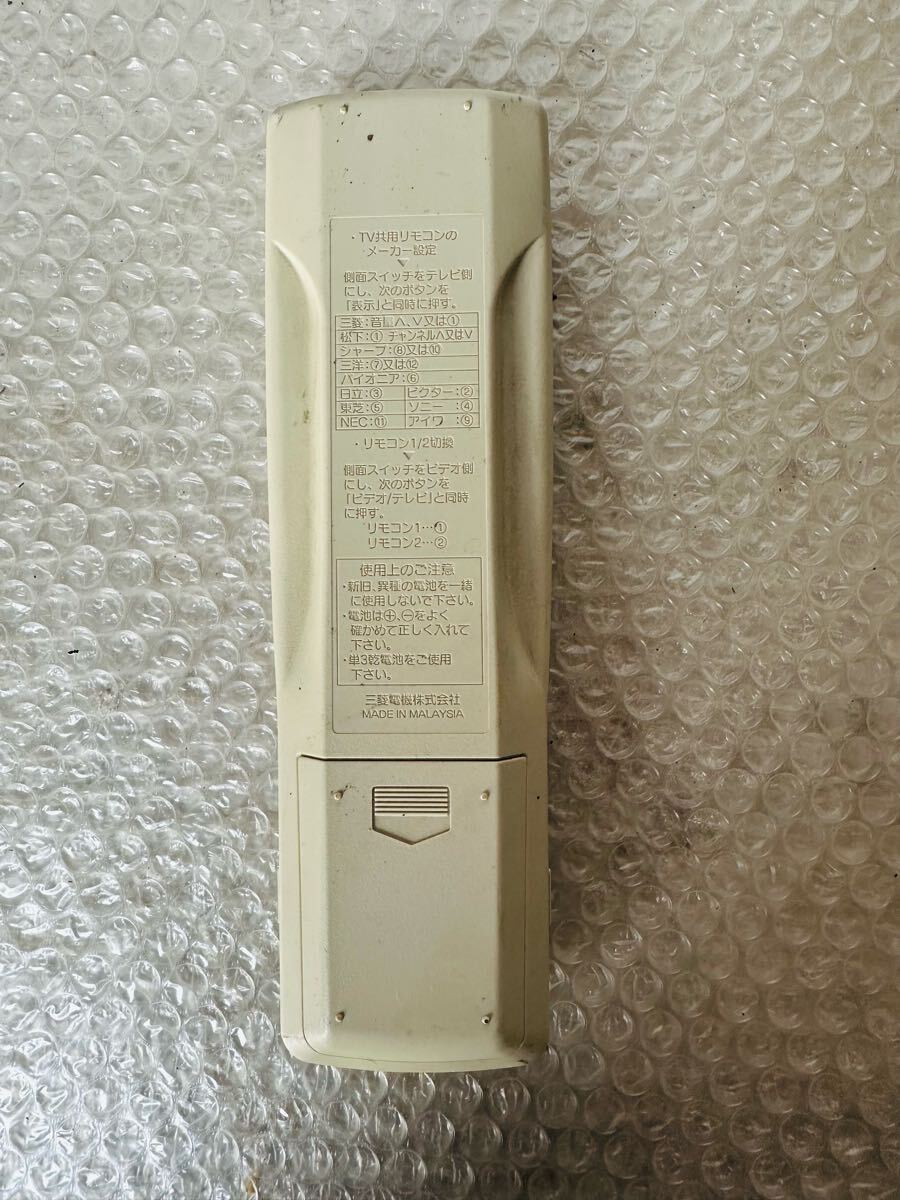 ・TV共用リモコンの
メーカー設定
側面スイッチをテレビ側
にし、次のボタンを
「表示」と同時に押す。
三菱:音量∧、∨又は①
松下:① チャンネル∧又は∨
シャープ:⑧又は⑩
三洋:⑦又は⑫
パイオニア:⑥
日立:③ ビクター:②
東芝:⑤ ソニー:④
NEC:⑪ アイワ:⑨
・リモコン1/2切換
側面スイッチをビデオ側
にし、次のボタンを
「ビデオ/テレビ」と同時
に押す。
リモコン1…①
リモコン2…②
使用上のご注意
・新旧、異種の電池を一緒
に使用しないで下さい。
・電池は⊕、⊖をよく
確かめて正しく入れて
下さい。
・単3乾電池をご使用
下さい。
三菱電機株式会社
MADE IN MALAYSIA